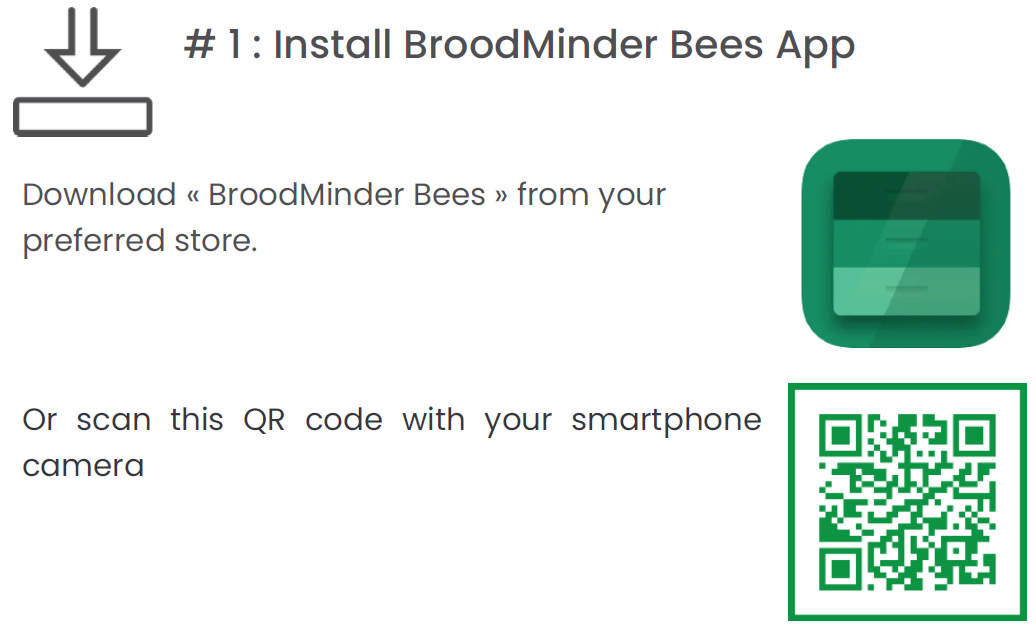 # 1 : Install BroodMinder Bees App
Download « BroodMinder Bees » from your
preferred store.
Or scan this QR code with your smartphone
camera